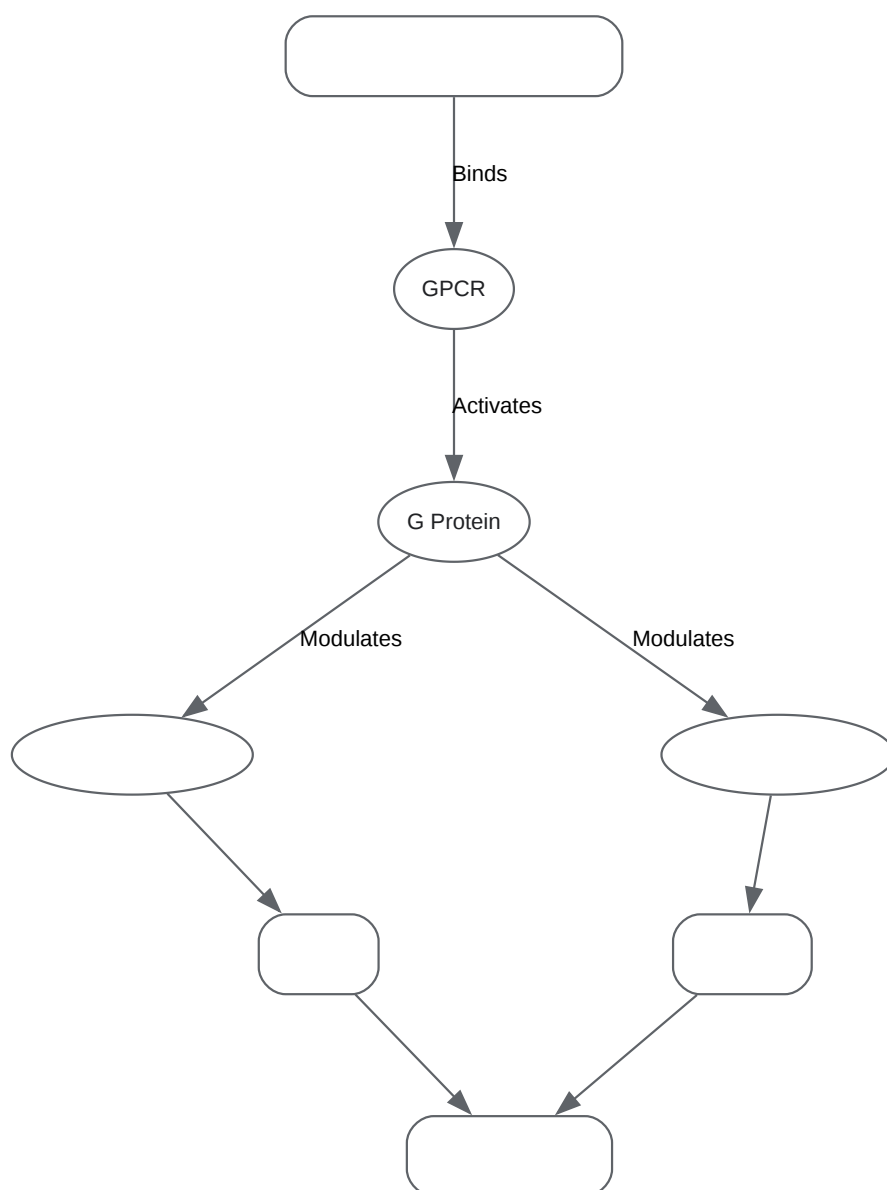 Binds
GPCR
Activates
G Protein
Modulates
Modulates